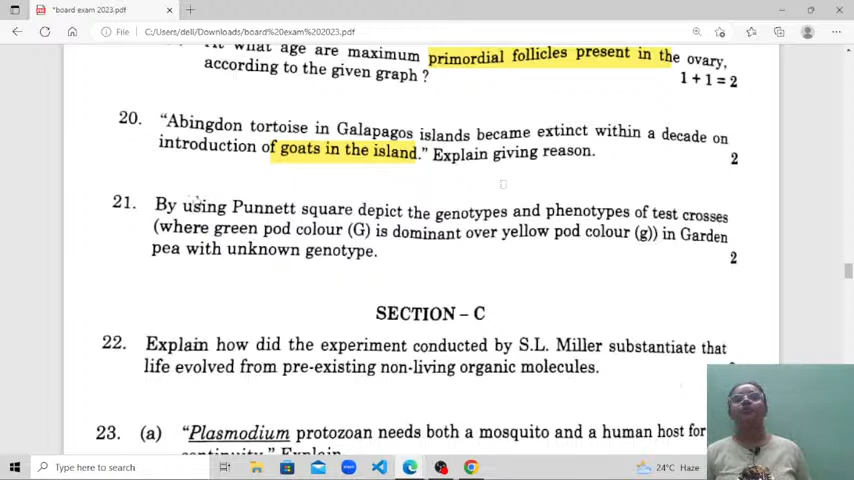 *board exam 2023.pdf
File
C:/Users/dell/Downloads/board%20exam%202023.pdf
At what age are maximum primordial follicles present in the ovary,
according to the given graph ?
1 + 1 = 2
20. "Abingdon tortoise in Galapagos islands became extinct within a decade on
introduction of goats in the island." Explain giving reason.
2
21. By using Punnett square depict the genotypes and phenotypes of test crosses
(where green pod colour (G) is dominant over yellow pod colour (g)) in Garden
pea with unknown genotype.
2
SECTION – C
22. Explain how did the experiment conducted by S.L. Miller substantiate that
life evolved from pre-existing non-living organic molecules.
23. (a) "Plasmodium protozoan needs both a mosquito and a human host for
continuity." Explain
Type here to search
24°C Haze